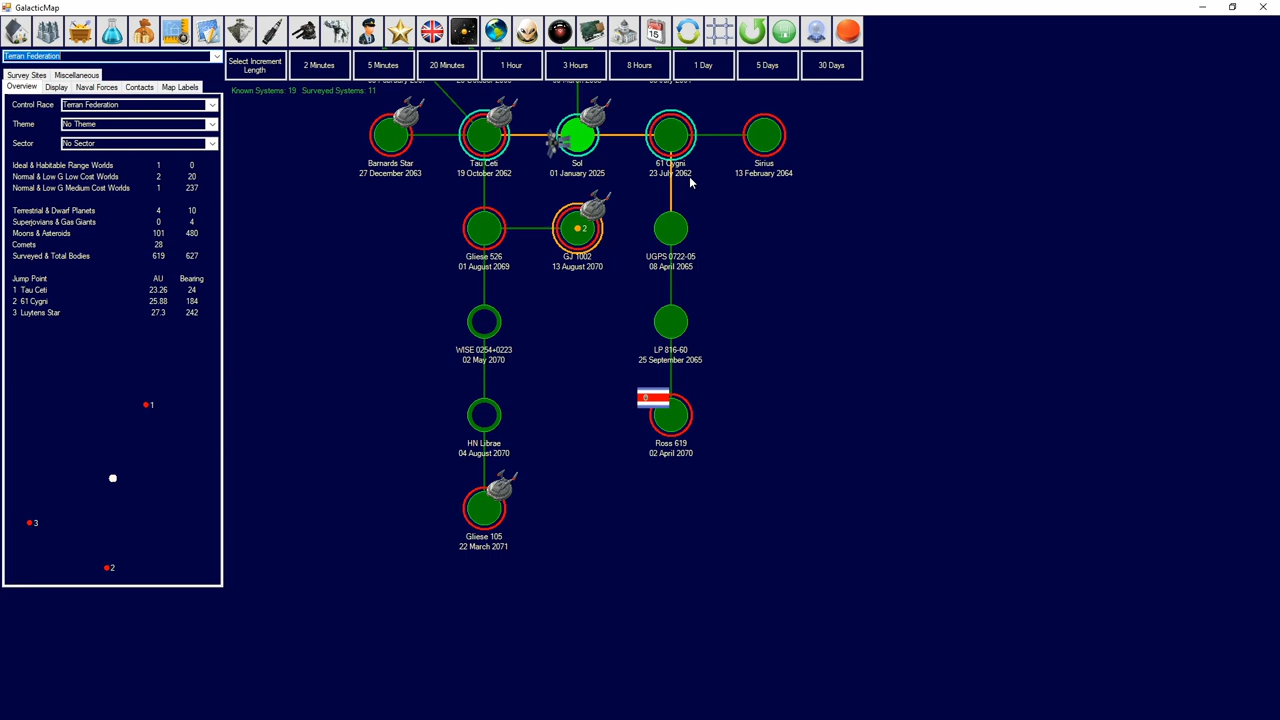 GalacticMap
15
Terran Federation
Select Increment
Length
2 Minutes
5 Minutes
20 Minutes
1 Hour
3 Hours
8 Hours
1 Day
5 Days
30 Days
Survey Sites Miscellaneous
Overview Display Naval Forces Contacts Map Labels
Known Systems: 19 Surveyed Systems: 11
Control Race Terran Federation
Theme No Theme
Sector No Sector
Ideal & Habitable Range Worlds 1 0
Normal & Low G Low Cost Worlds 2 20
Normal & Low G Medium Cost Worlds 1 237
Terrestrial & Dwarf Planets 4 10
Superjovians & Gas Giants 0 4
Moons & Asteroids 101 480
Comets 28
Surveyed & Total Bodies 619 627
Jump Point AU Bearing
1 Tau Ceti 23.26 24
2 61 Cygni 25.88 184
3 Luytens Star 27.3 242
1
3
2
Barnards Star
27 December 2063
Tau Ceti
19 October 2062
Sol
01 January 2025
61 Cygni
23 July 2062
Sirius
13 February 2064
Gliese 526
01 August 2069
2
GJ 1002
13 August 2070
UGPS 0722-05
08 April 2065
WISE 0254+0223
02 May 2070
LP 816-60
25 September 2065
HN Librae
04 August 2070
Ross 619
02 April 2070
Gliese 105
22 March 2071